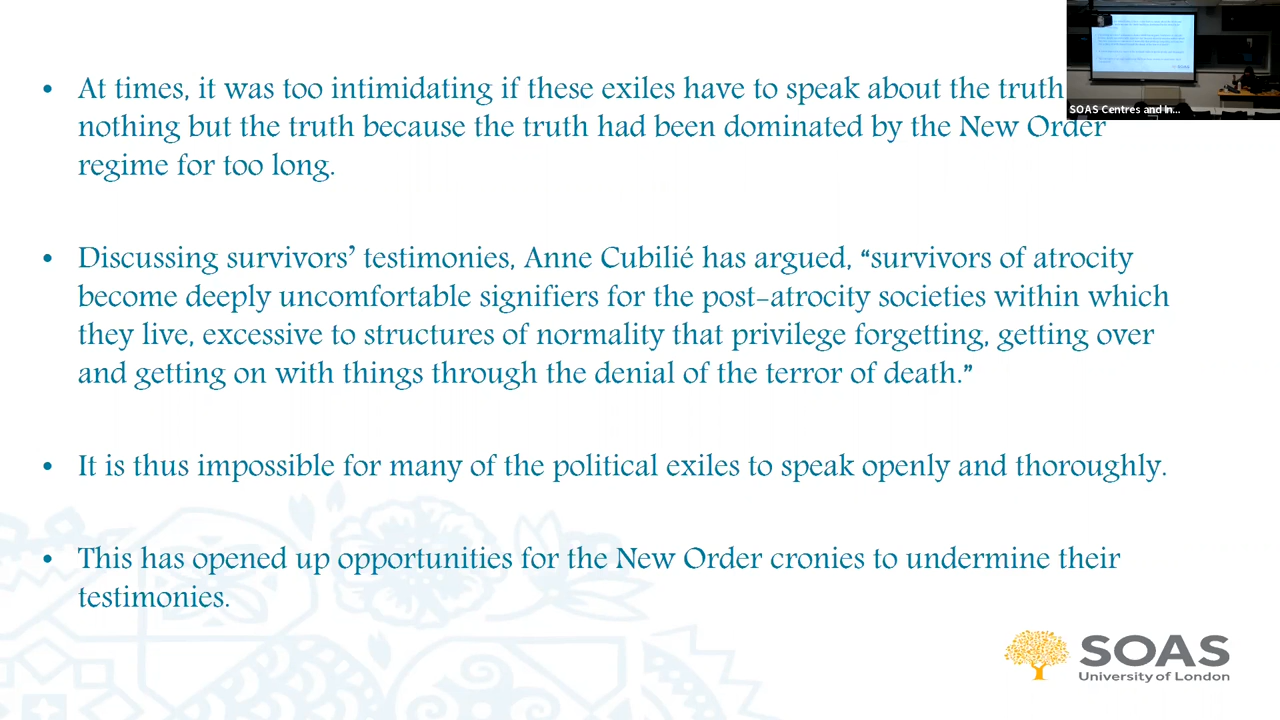 • At times, it was too intimidating if these exiles have to speak about the truth
nothing but the truth because the truth had been dominated by the New Order
regime for too long.
• Discussing survivors’ testimonies, Anne Cubilié has argued, “survivors of atrocity
become deeply uncomfortable signifiers for the post-atrocity societies within which
they live, excessive to structures of normality that privilege forgetting, getting over
and getting on with things through the denial of the terror of death.”
• It is thus impossible for many of the political exiles to speak openly and thoroughly.
• This has opened up opportunities for the New Order cronies to undermine their
testimonies.
SOAS Centres and In...
SOAS
University of London